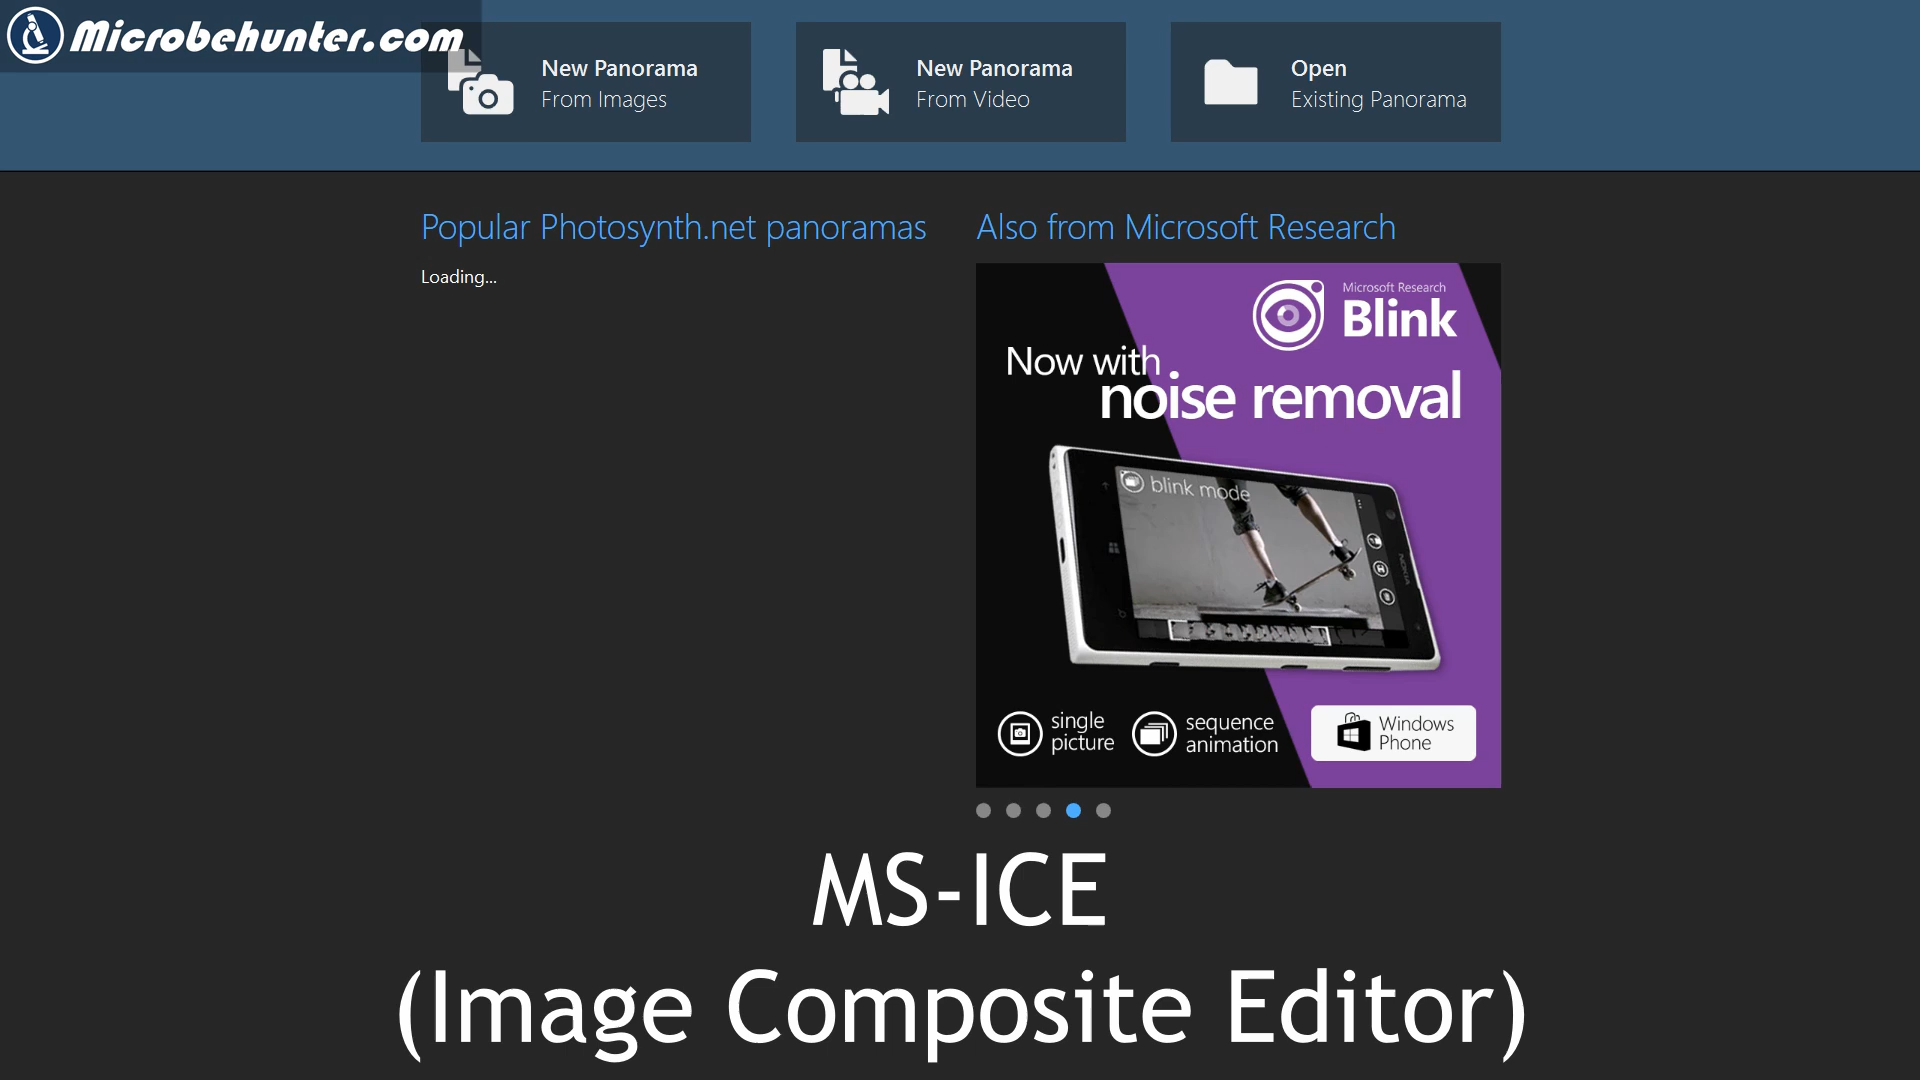 Microbehunter.com
New Panorama
From Images
New Panorama
From Video
Open
Existing Panorama
Popular Photosynth.net panoramas
Loading...
Also from Microsoft Research
Microsoft Research
Blink
Now with
noise removal
blink mode
NOKIA
single
picture
sequence
animation
Windows
Phone
MS-ICE
(Image Composite Editor)